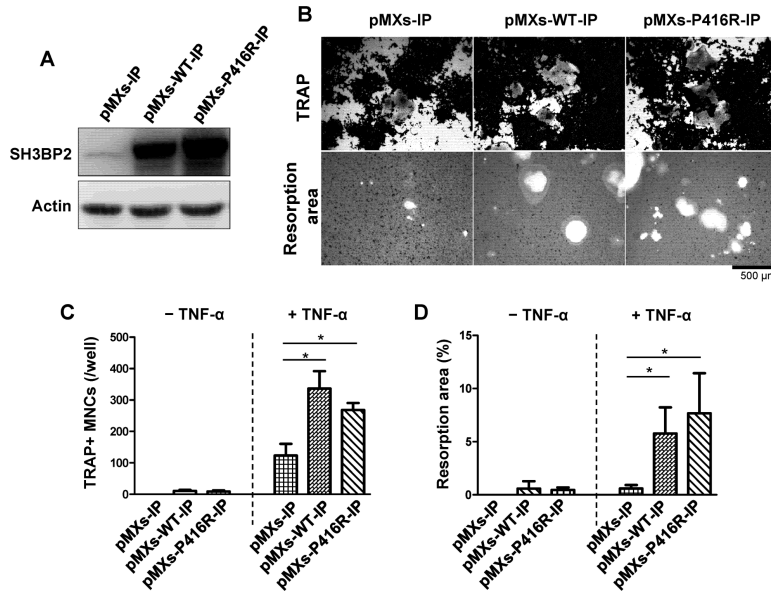 A
pMXs-IP
pMXs-WT-IP
pMXs-P416R-IP
SH3BP2
Actin
B
pMXs-IP
pMXs-WT-IP
pMXs-P416R-IP
TRAP
Resorption
area
500 µm
C
− TNF-α
+ TNF-α
TRAP+ MNCs (/well)
500
400
300
200
100
0
*
*
pMXs-IP
pMXs-WT-IP
pMXs-P416R-IP
pMXs-IP
pMXs-WT-IP
pMXs-P416R-IP
D
− TNF-α
+ TNF-α
Resorption area (%)
15
10
5
0
*
*
pMXs-IP
pMXs-WT-IP
pMXs-P416R-IP
pMXs-IP
pMXs-WT-IP
pMXs-P416R-IP